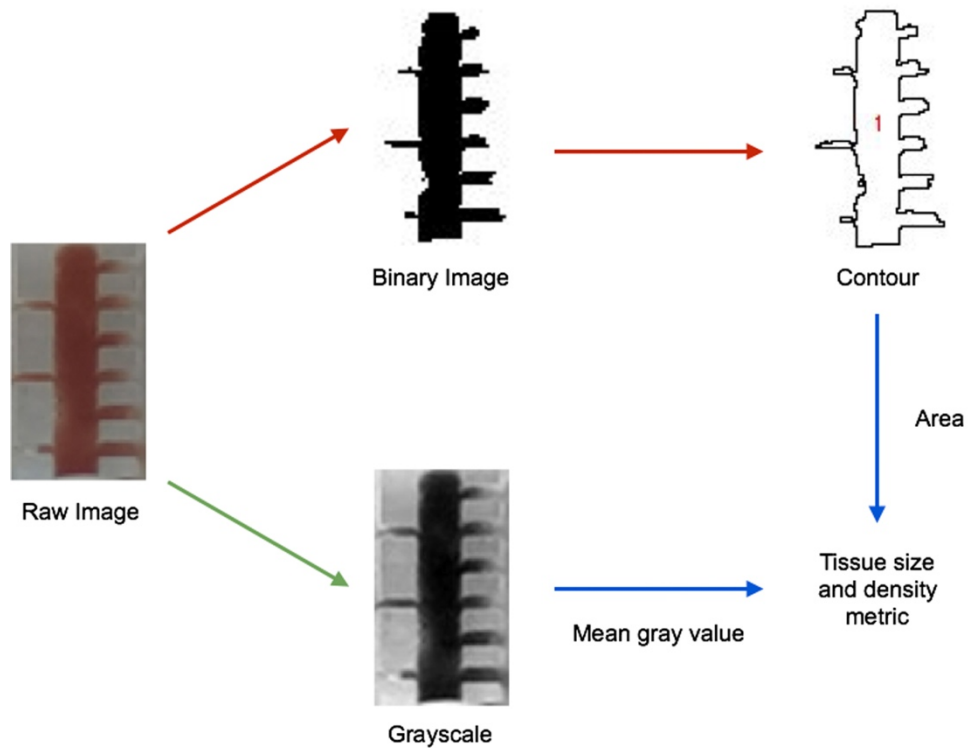 1
Binary Image
Contour
Area
Raw Image
Tissue size
and density
metric
Mean gray value
Grayscale